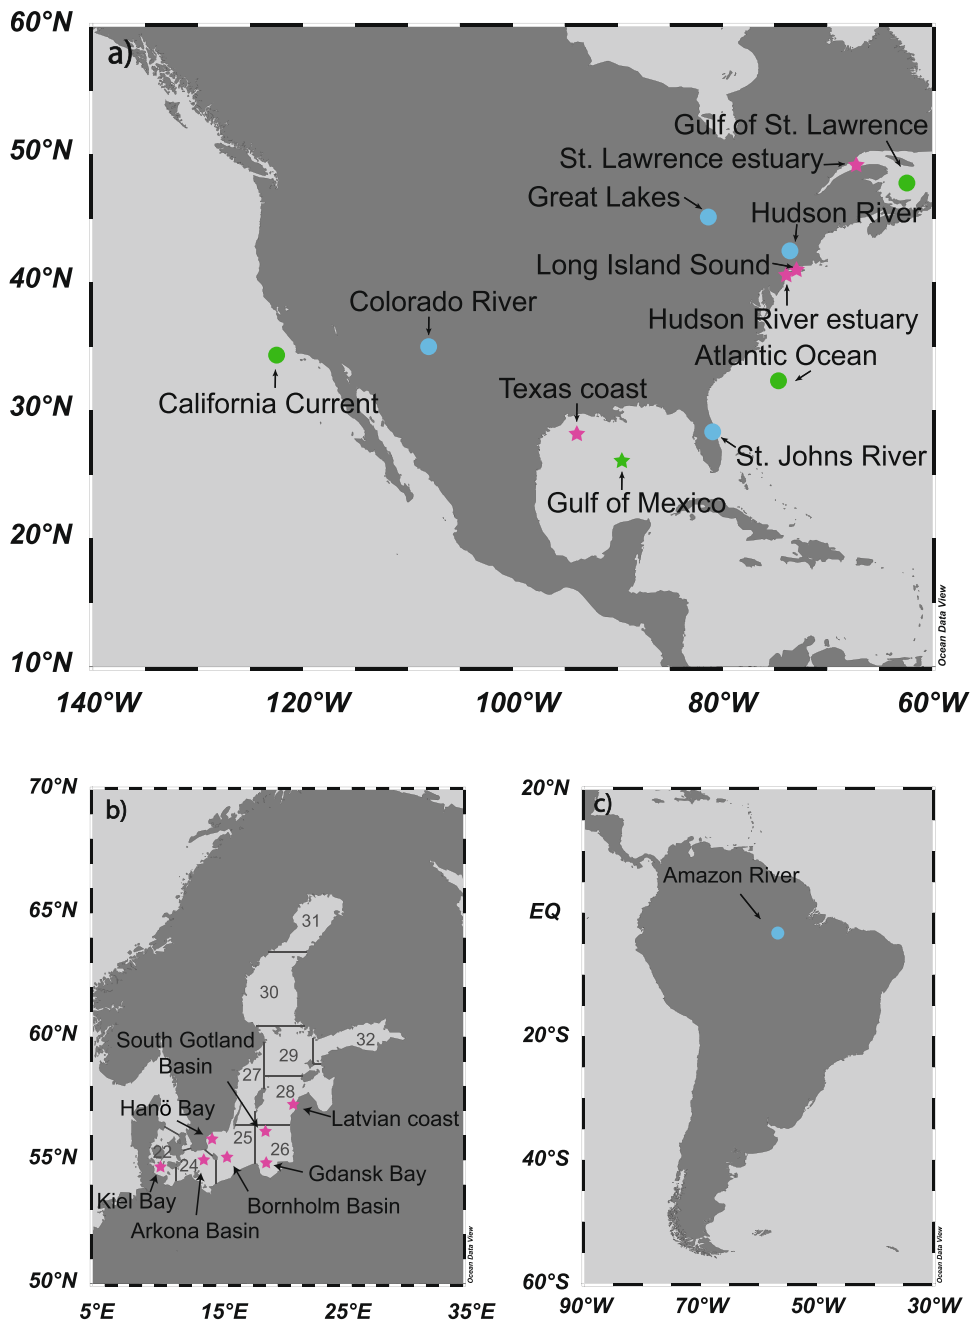 60°N
a)
50°N
Gulf of St. Lawrence
St. Lawrence estuary
Great Lakes
Hudson River
40°N
Long Island Sound
Colorado River
Hudson River estuary
Atlantic Ocean
Texas coast
California Current
30°N
St. Johns River
Gulf of Mexico
20°N
10°N
Ocean Data View
140°W 120°W 100°W 80°W 60°W
70°N
b)
65°N
31
30
60°N
South Gotland
Basin
32
29
27
28
Hanö Bay
Latvian coast
25
26
22
24
55°N
Gdansk Bay
Kiel Bay
Bornholm Basin
Arkona Basin
50°N
Ocean Data View
5°E 15°E 25°E 35°E
20°N
c)
Amazon River
EQ
20°S
40°S
60°S
Ocean Data View
90°W 70°W 50°W 30°W